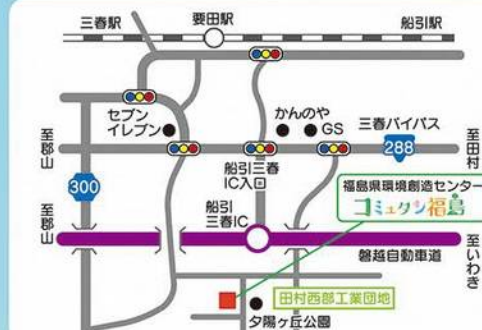 三春駅
要田駅
船引駅
セブン
イレブン
かんのや
GS
三春バイパス
288
至郡山
船引三春
IC入口
至田村
300
福島県環境創造センター
コミュタン福島
至郡山
船引
三春IC
磐越自動車道
至いわき
田村西部工業団地
夕陽ヶ丘公園